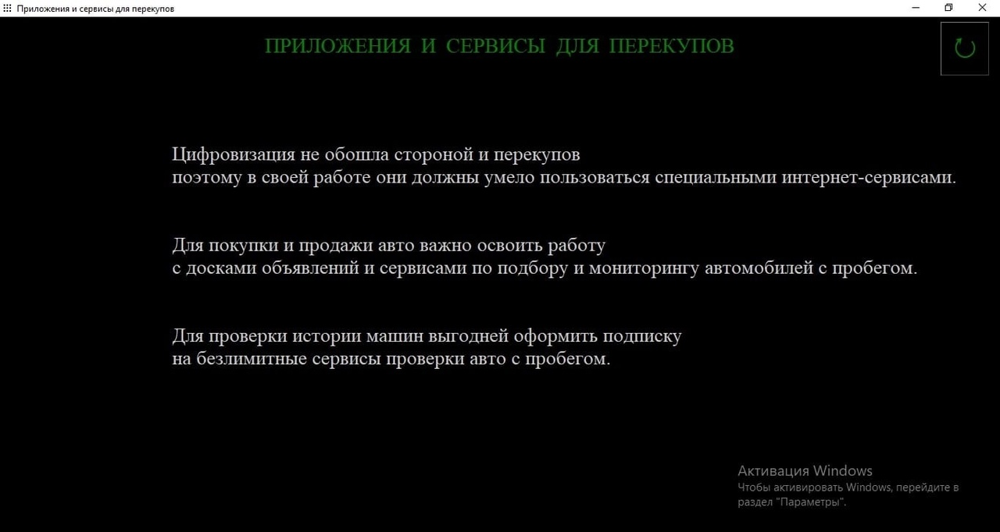 Приложения и сервисы для перекупов
ПРИЛОЖЕНИЯ И СЕРВИСЫ ДЛЯ ПЕРЕКУПОВ
Цифровизация не обошла стороной и перекупов
поэтому в своей работе они должны умело пользоваться специальными интернет-сервисами.
Для покупки и продажи авто важно освоить работу
с досками объявлений и сервисами по подбору и мониторингу автомобилей с пробегом.
Для проверки истории машин выгодней оформить подписку
на безлимитные сервисы проверки авто с пробегом.
Активация Windows
Чтобы активировать Windows, перейдите в
раздел "Параметры".